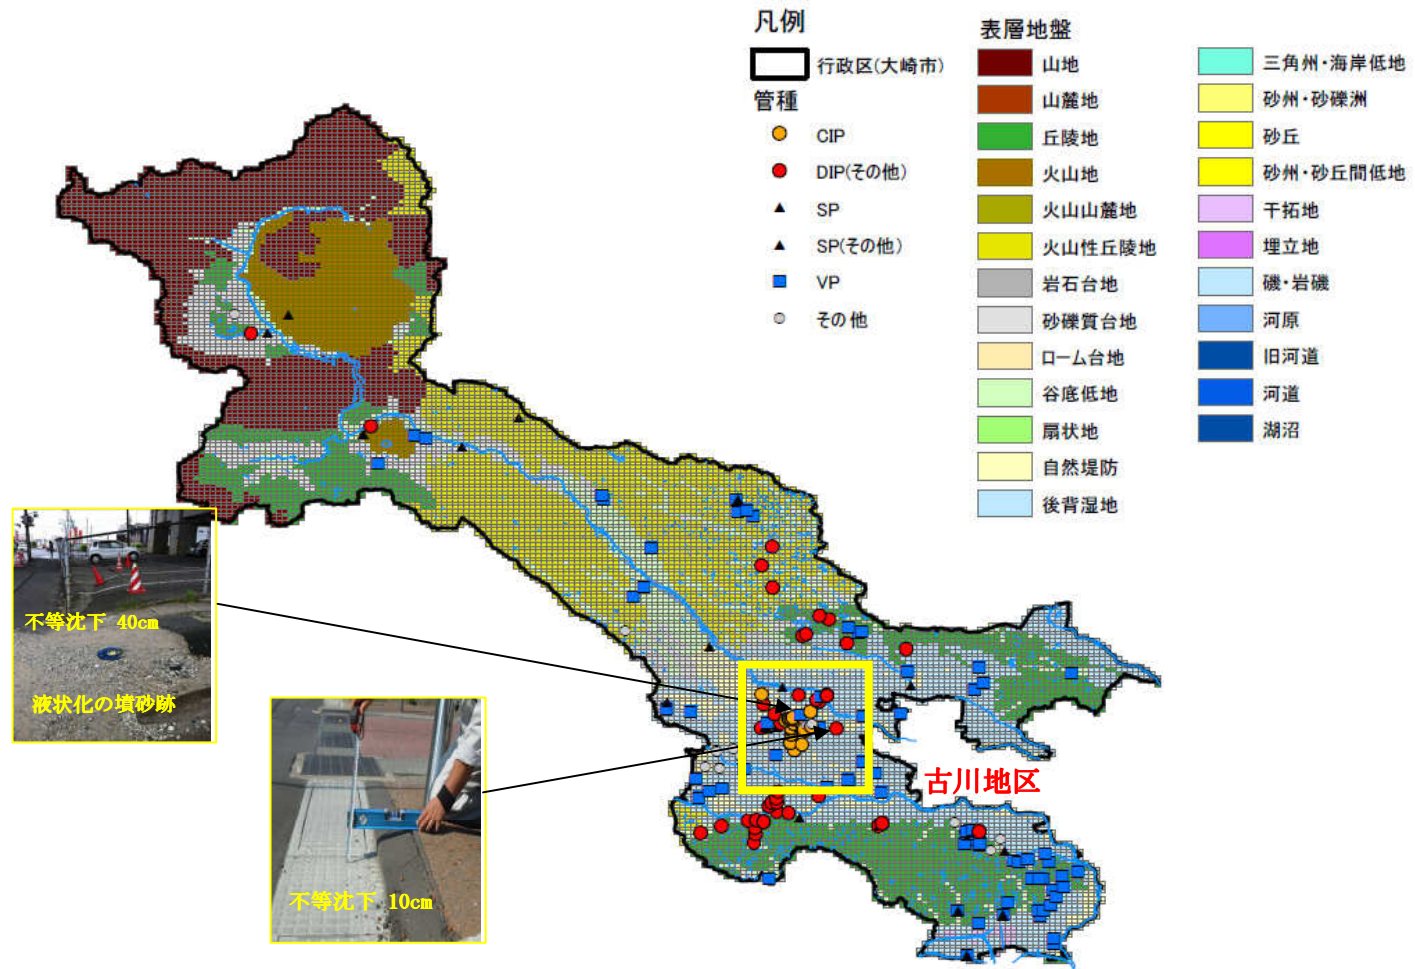 凡例
行政区(大崎市)
管種
CIP
DIP(その他)
SP
SP(その他)
VP
その他
表層地盤
山地
山麓地
丘陵地
火山地
火山山麓地
火山性丘陵地
岩石台地
砂礫質台地
ローム台地
谷底低地
扇状地
自然堤防
後背湿地
三角州・海岸低地
砂州・砂礫洲
砂丘
砂州・砂丘間低地
干拓地
埋立地
磯・岩礁
河原
旧河道
河道
湖沼
不等沈下 40cm
液状化の墳砂跡
不等沈下 10cm
古川地区